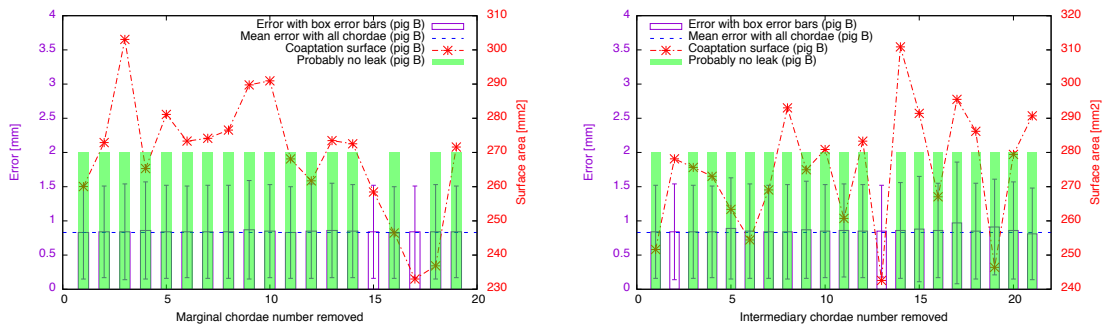 4
3.5
3
2.5
2
1.5
1
0.5
0
Error [mm]
Error with box error bars (pig B)
Mean error with all chordae (pig B)
Coaptation surface (pig B)
Probably no leak (pig B)
310
300
290
280
270
260
250
240
230
Surface area [mm2]
0 5 10 15 20
Marginal chordae number removed
4
3.5
3
2.5
2
1.5
1
0.5
0
Error [mm]
Error with box error bars (pig B)
Mean error with all chordae (pig B)
Coaptation surface (pig B)
Probably no leak (pig B)
320
310
300
290
280
270
260
250
240
Surface area [mm2]
0 5 10 15 20
Intermediary chordae number removed